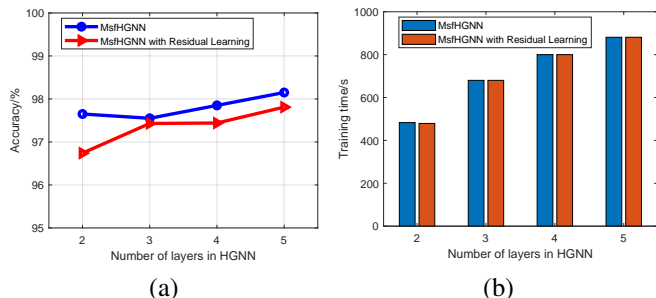 100
99
98
97
96
95
Accuracy/%
MsfHGNN
MsfHGNN with Residual Learning
2 3 4 5
Number of layers in HGNN
(a)
1000
800
600
400
200
0
Training time/s
MsfHGNN
MsfHGNN with Residual Learning
2 3 4 5
Number of layers in HGNN
(b)